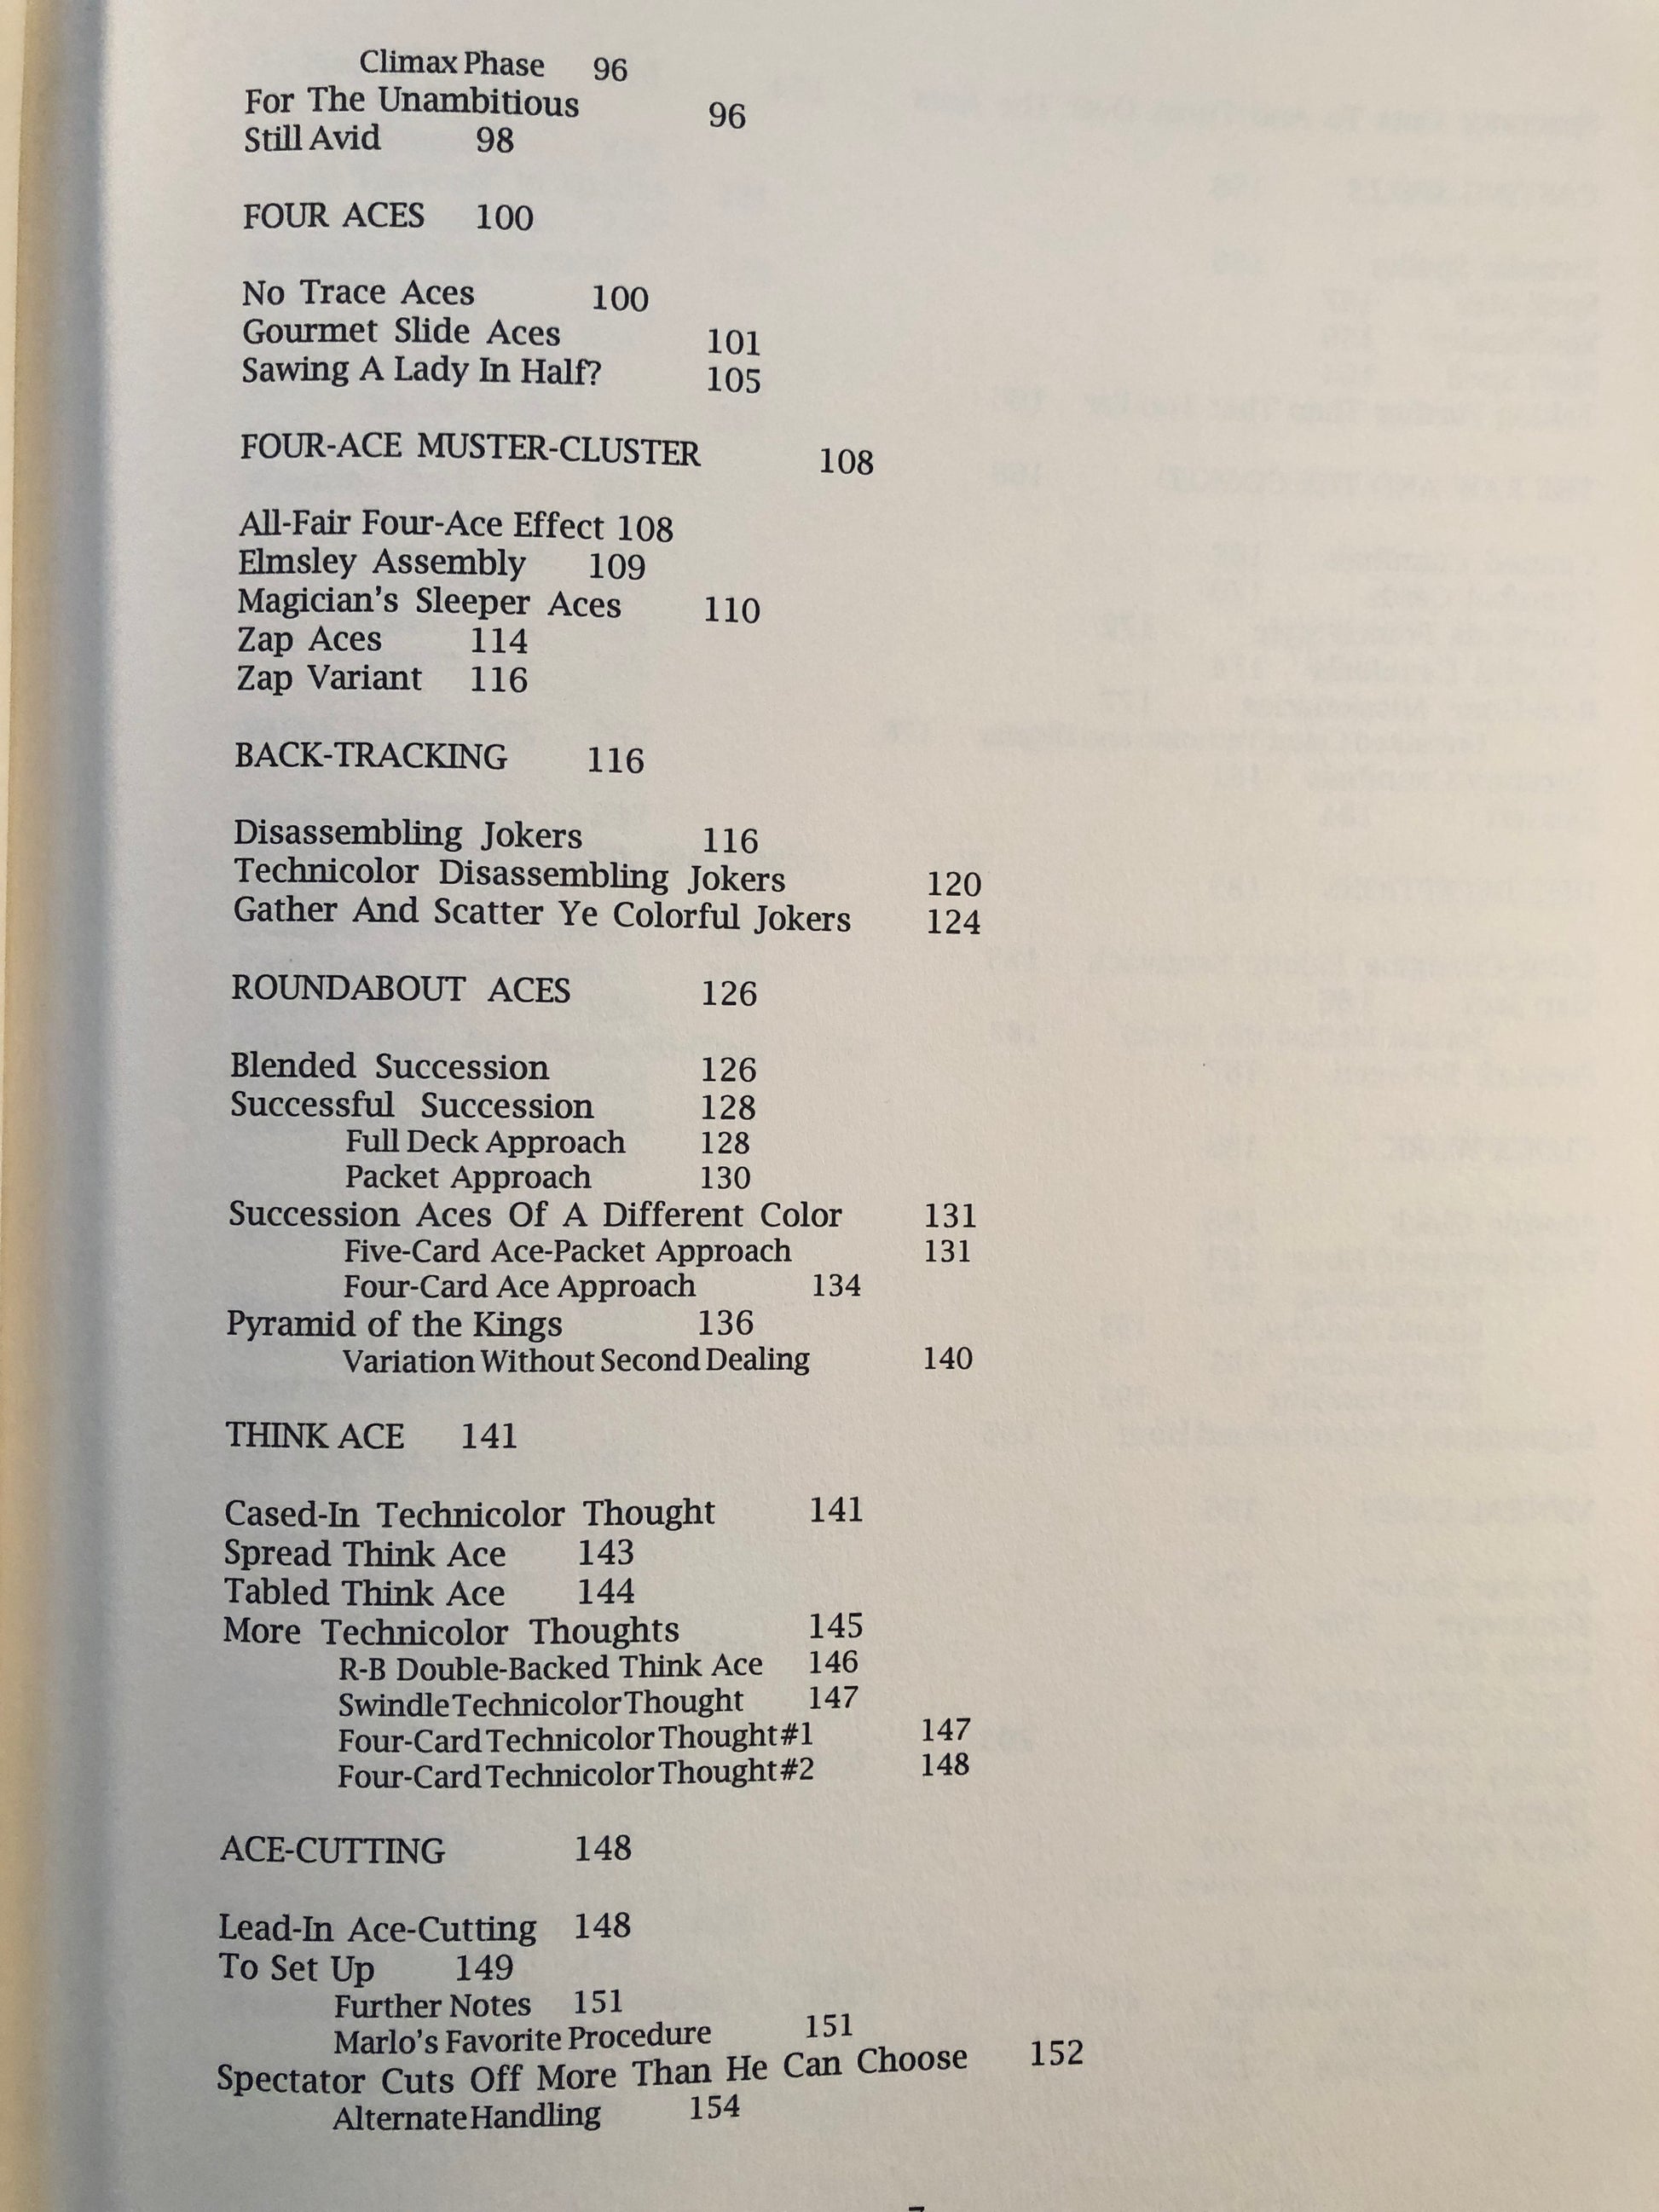 Climax Phase 96
For The Unambitious 96
Still Avid 98
FOUR ACES 100
No Trace Aces 100
Gourmet Slide Aces 101
Sawing A Lady In Half? 105
FOUR-ACE MUSTER-CLUSTER 108
All-Fair Four-Ace Effect 108
Elmsley Assembly 109
Magician's Sleeper Aces 110
Zap Aces 114
Zap Variant 116
BACK-TRACKING 116
Disassembling Jokers 116
Technicolor Disassembling Jokers 120
Gather And Scatter Ye Colorful Jokers 124
ROUNDABOUT ACES 126
Blended Succession 126
Successful Succession 128
Full Deck Approach 128
Packet Approach 130
Succession Aces Of A Different Color 131
Five-Card Ace-Packet Approach 131
Four-Card Ace Approach 134
Pyramid of the Kings 136
Variation Without Second Dealing 140
THINK ACE 141
Cased-In Technicolor Thought 141
Spread Think Ace 143
Tabled Think Ace 144
More Technicolor Thoughts 145
R-B Double-Backed Think Ace 146
Swindle Technicolor Thought 147
Four-Card Technicolor Thought #1 147
Four-Card Technicolor Thought #2 148
ACE-CUTTING 148
Lead-In Ace-Cutting 148
To Set Up 149
Further Notes 151
Marlo's Favorite Procedure 151
Spectator Cuts Off More Than He Can Choose 152
Alternate Handling 154